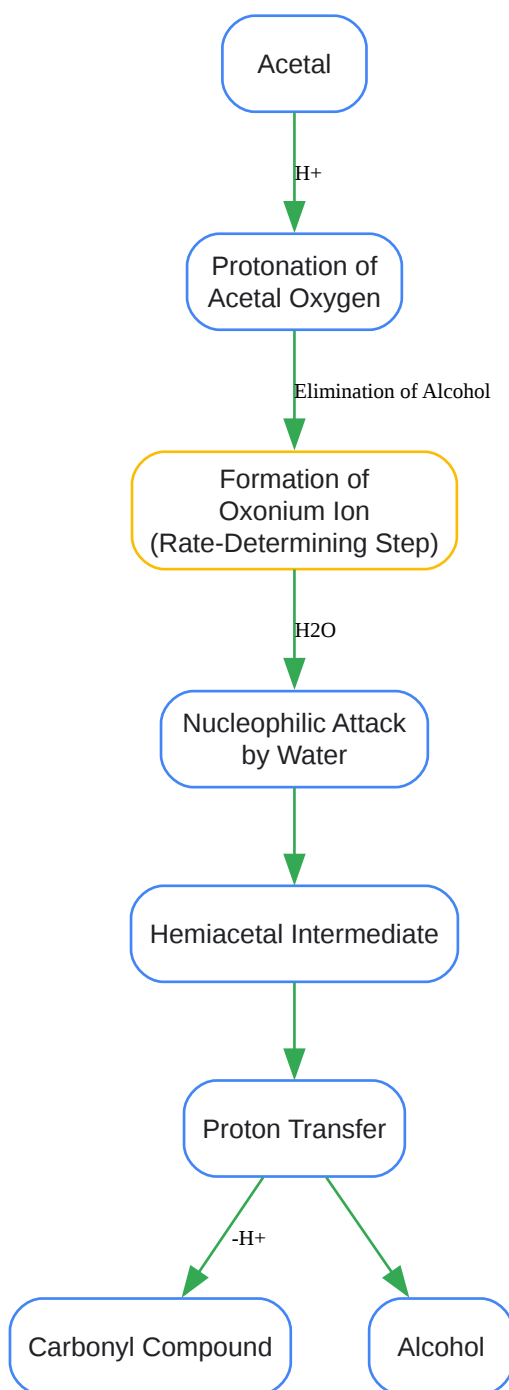 Acetal
H+
Protonation of
Acetal Oxygen
Elimination of Alcohol
Formation of
Oxonium Ion
(Rate-Determining Step)
H2O
Nucleophilic Attack
by Water
Hemiacetal Intermediate
Proton Transfer
-H+
Carbonyl Compound
Alcohol